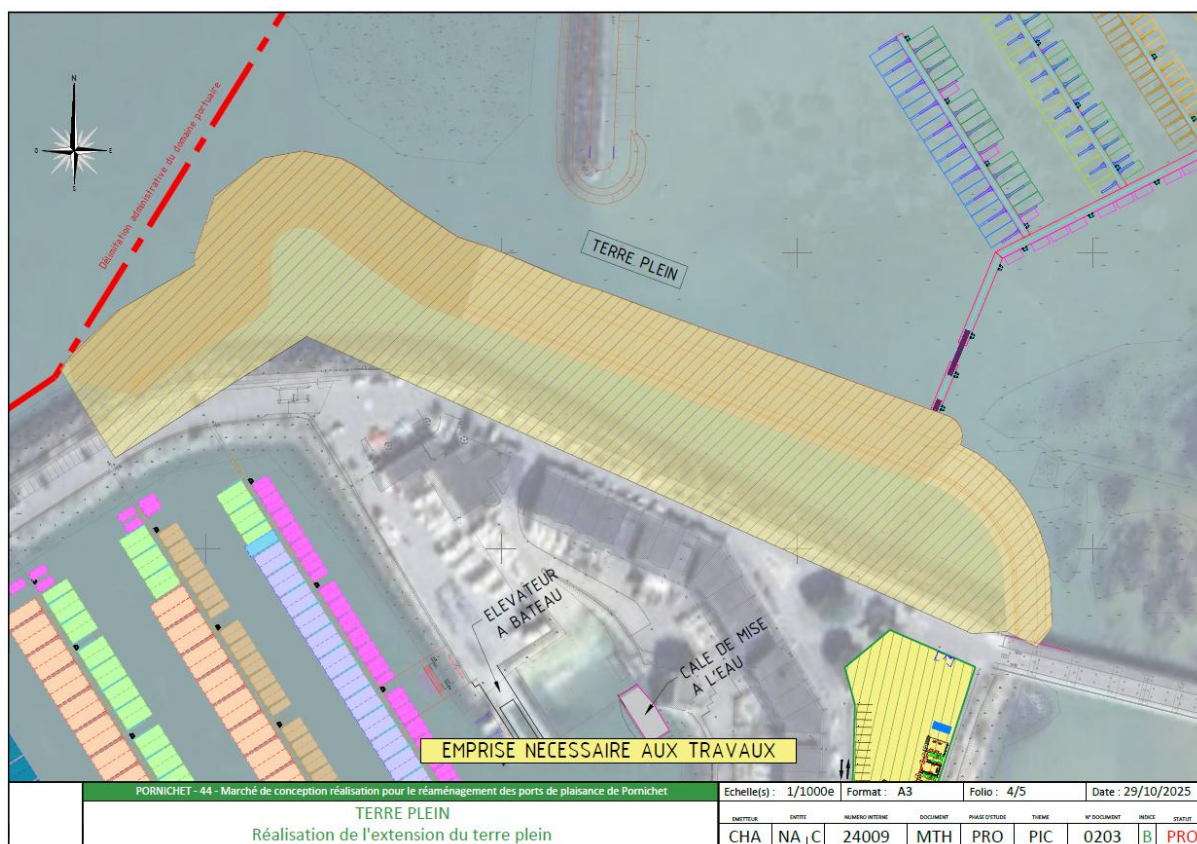 N
O
E
S
Délimitation administrative du domaine portuaire
TERRE PLEIN
ELEVATEUR
A BATEAU
CALE DE MISE
A L'EAU
EMPRISE NECESSAIRE AUX TRAVAUX
PORNICHET - 44 - Marché de conception réalisation pour le réaménagement des ports de plaisance de Pornichet
TERRE PLEIN
Réalisation de l'extension du terre plein
Echelle(s) : 1/1000e Format : A3 Folio : 4/5 Date : 29/10/2025
EMETTEUR ENTITE NUMERO INTERNE DOCUMENT PHASE D'ETUDE THEME N° DOCUMENT INDICE STATUT
CHA NA C 24009 MTH PRO PIC 0203 B PRO